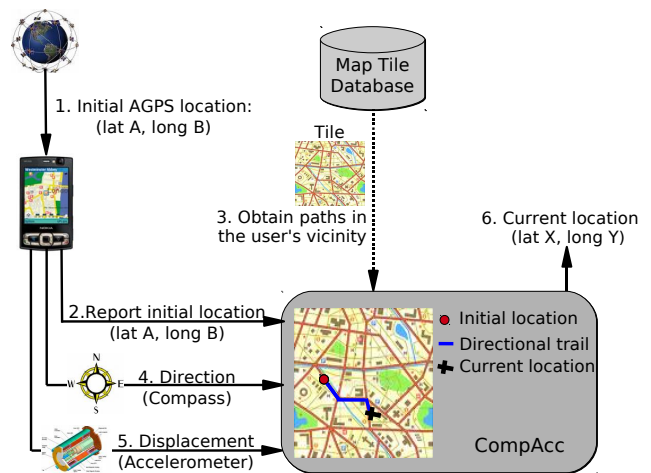 Map Tile
Database
1. Initial AGPS location:
(lat A, long B)
Tile
3. Obtain paths in
the user's vicinity
6. Current location
(lat X, long Y)
2.Report initial location
(lat A, long B)
Initial location
Directional trail
Current location
N
W
E
S
4. Direction
(Compass)
5. Displacement
(Accelerometer)
CompAcc